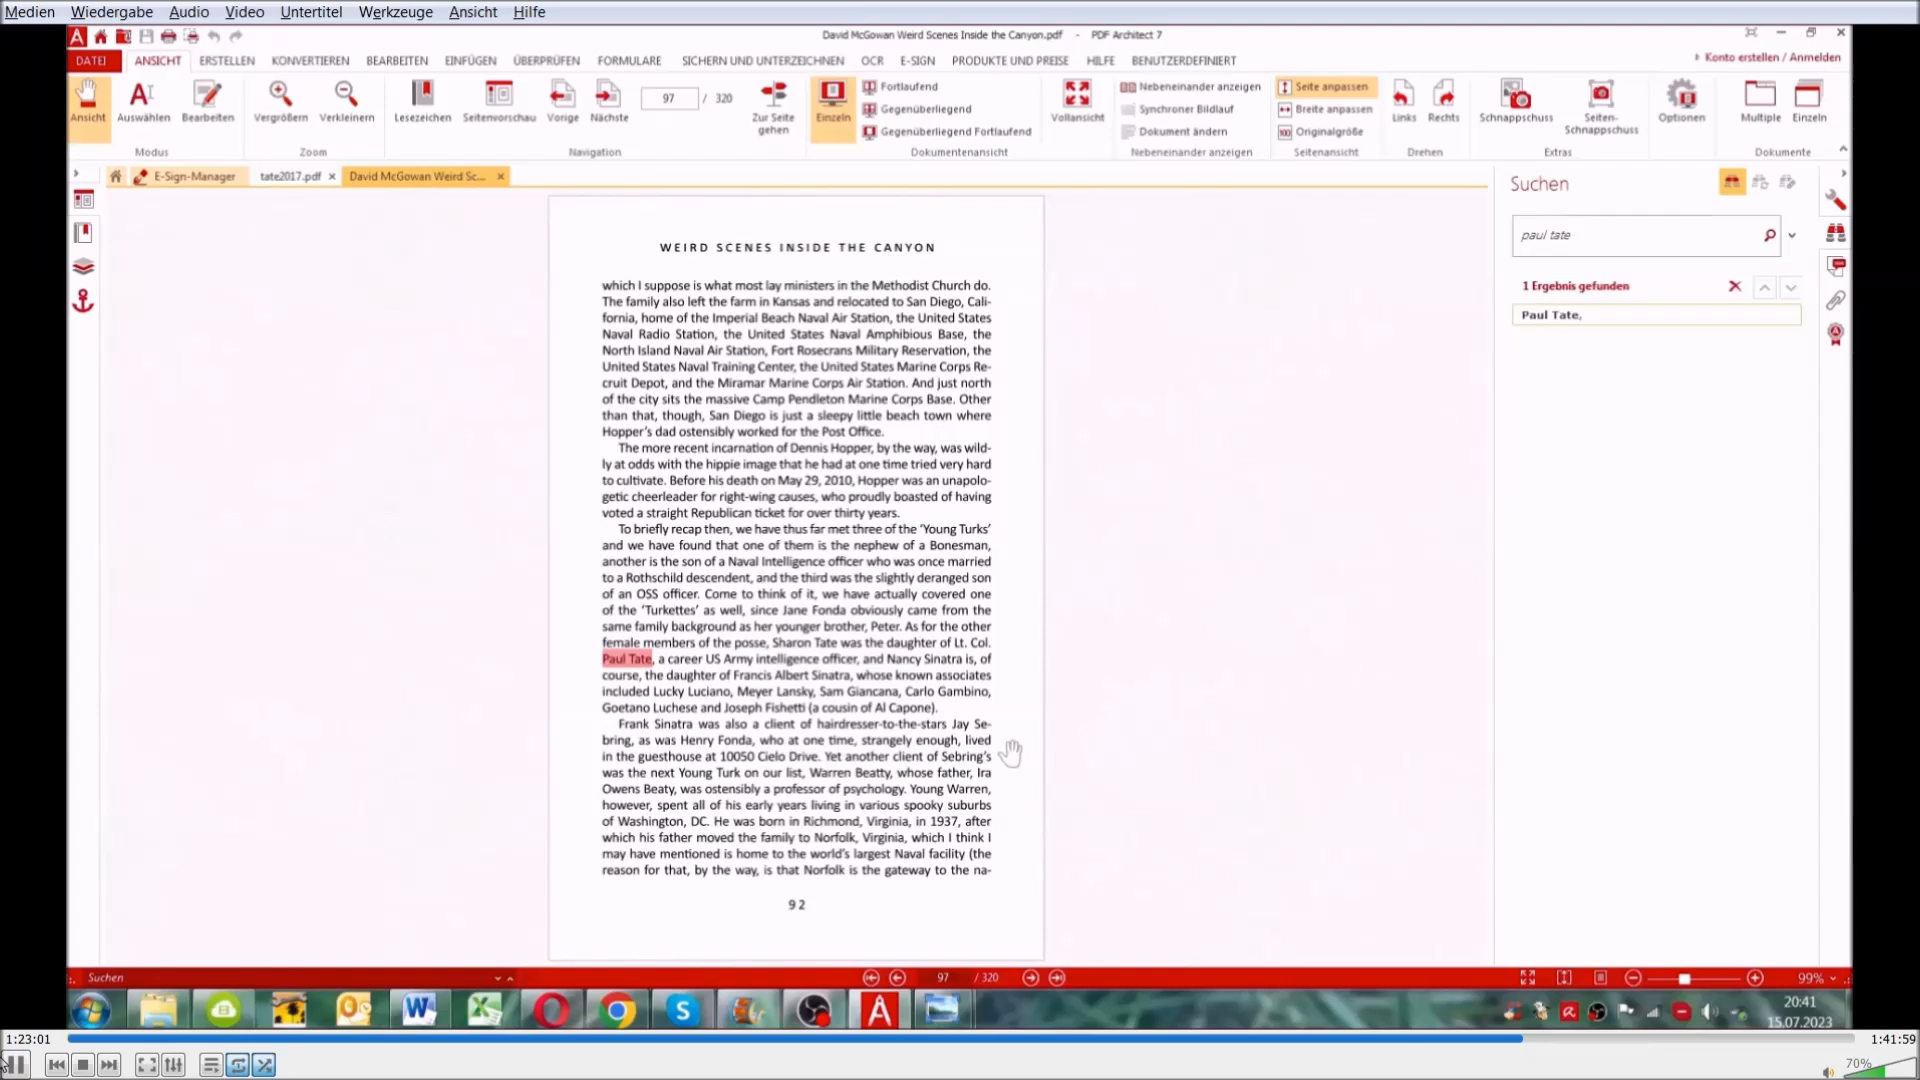 Medien Wiedergabe Audio Video Untertitel Werkzeuge Ansicht Hilfe
David McGowan Weird Scenes Inside the Canyon.pdf - PDF Architect 7
DATEI ANSICHT ERSTELLEN KONVERTIEREN BEARBEITEN EINFÜGEN ÜBERPRÜFEN FORMULARE SICHERN UND UNTERZEICHNEN OCR E-SIGN PRODUKTE UND PREISE HILFE BENUTZERDEFINIERT Konto erstellen / Anmelden
Ansicht Auswählen Bearbeiten Vergrößern Verkleinern Lesezeichen Seitenvorschau Vorige Nächste 97 / 320 Zur Seite gehen Einzeln Fortlaufend Vollansicht Nebeneinander anzeigen Seite anpassen Links Rechts Schnappschuss Seiten-Schnappschuss Optionen Multiple Einzeln
Gegenüberliegend Synchroner Bildlauf Breite anpassen
Gegenüberliegend Fortlaufend Dokument ändern 100 Originalgröße
Modus Zoom Navigation Dokumentenansicht Nebeneinander anzeigen Seitenansicht Drehen Extras Dokumente
E-Sign-Manager tate2017.pdf David McGowan Weird Sc...
Suchen
paul tate
1 Ergebnis gefunden
Paul Tate,
WEIRD SCENES INSIDE THE CANYON
which I suppose is what most lay ministers in the Methodist Church do.
The family also left the farm in Kansas and relocated to San Diego, Cali-
fornia, home of the Imperial Beach Naval Air Station, the United States
Naval Radio Station, the United States Naval Amphibious Base, the
North Island Naval Air Station, Fort Rosecrans Military Reservation, the
United States Naval Training Center, the United States Marine Corps Re-
cruit Depot, and the Miramar Marine Corps Air Station. And just north
of the city sits the massive Camp Pendleton Marine Corps Base. Other
than that, though, San Diego is just a sleepy little beach town where
Hopper's dad ostensibly worked for the Post Office.
The more recent incarnation of Dennis Hopper, by the way, was wild-
ly at odds with the hippie image that he had at one time tried very hard
to cultivate. Before his death on May 29, 2010, Hopper was an unapolo-
getic cheerleader for right-wing causes, who proudly boasted of having
voted a straight Republican ticket for over thirty years.
To briefly recap then, we have thus far met three of the 'Young Turks'
and we have found that one of them is the nephew of a Bonesman,
another is the son of a Naval Intelligence officer who was once married
to a Rothschild descendent, and the third was the slightly deranged son
of an OSS officer. Come to think of it, we have actually covered one
of the 'Turkettes' as well, since Jane Fonda obviously came from the
same family background as her younger brother, Peter. As for the other
female members of the posse, Sharon Tate was the daughter of Lt. Col.
Paul Tate, a career US Army intelligence officer, and Nancy Sinatra is, of
course, the daughter of Francis Albert Sinatra, whose known associates
included Lucky Luciano, Meyer Lansky, Sam Giancana, Carlo Gambino,
Goetano Luchese and Joseph Fishetti (a cousin of Al Capone).
Frank Sinatra was also a client of hairdresser-to-the-stars Jay Se-
bring, as was Henry Fonda, who at one time, strangely enough, lived
in the guesthouse at 10050 Cielo Drive. Yet another client of Sebring's
was the next Young Turk on our list, Warren Beatty, whose father, Ira
Owens Beaty, was ostensibly a professor of psychology. Young Warren,
however, spent all of his early years living in various spooky suburbs
of Washington, DC. He was born in Richmond, Virginia, in 1937, after
which his father moved the family to Norfolk, Virginia, which I think I
may have mentioned is home to the world's largest Naval facility (the
reason for that, by the way, is that Norfolk is the gateway to the na-
92
Suchen 97 / 320 99%
20:41
15.07.2023
1:23:01 1:41:59
70%